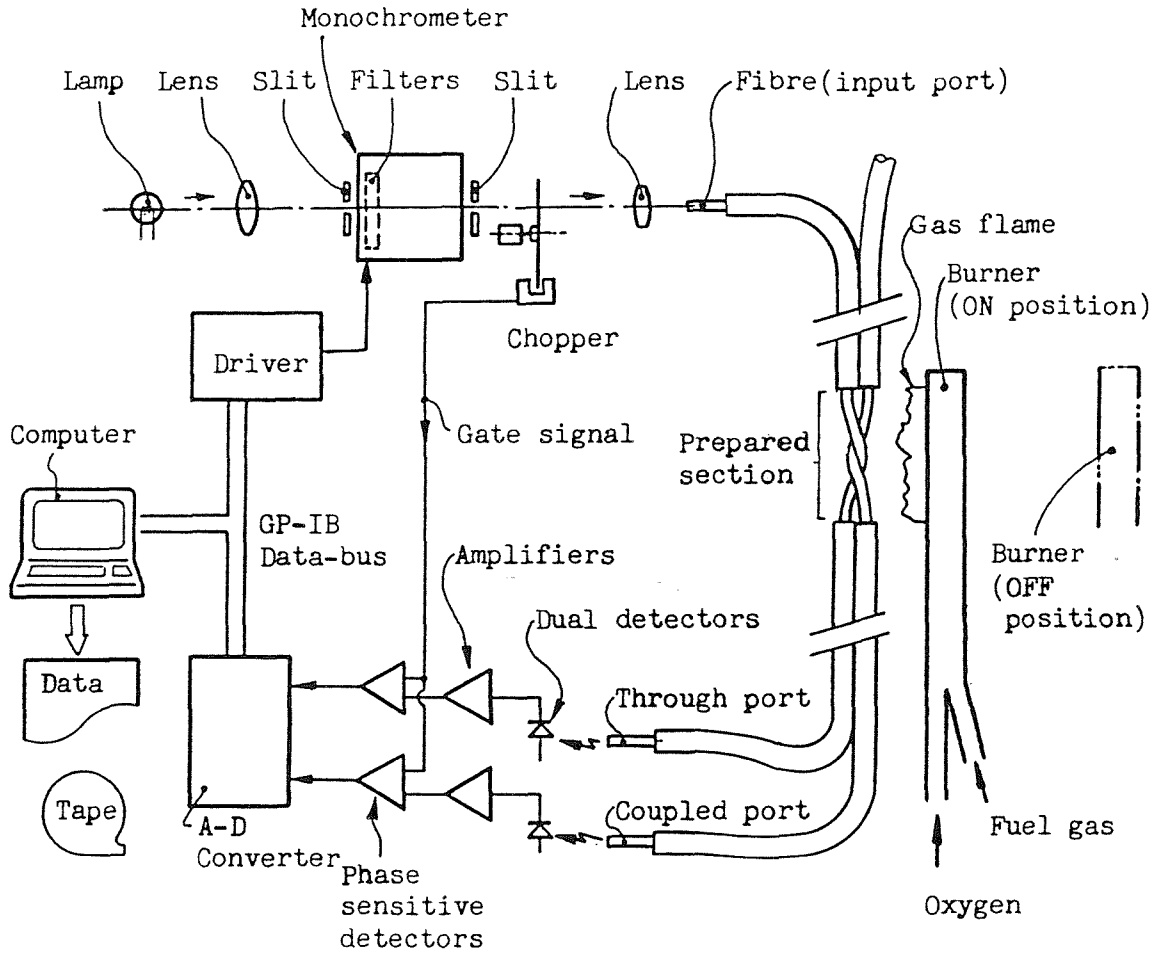 Monochrometer
Lamp
Lens
Slit
Filters
Slit
Lens
Fibre(input port)
Gas flame
Burner
(ON position)
Chopper
Driver
Gate signal
Computer
Prepared
section
GP-IB
Data-bus
Amplifiers
Burner
(OFF
position)
Dual detectors
Data
Through port
Tape
Coupled port
A-D
Converter
Fuel gas
Phase
sensitive
detectors
Oxygen